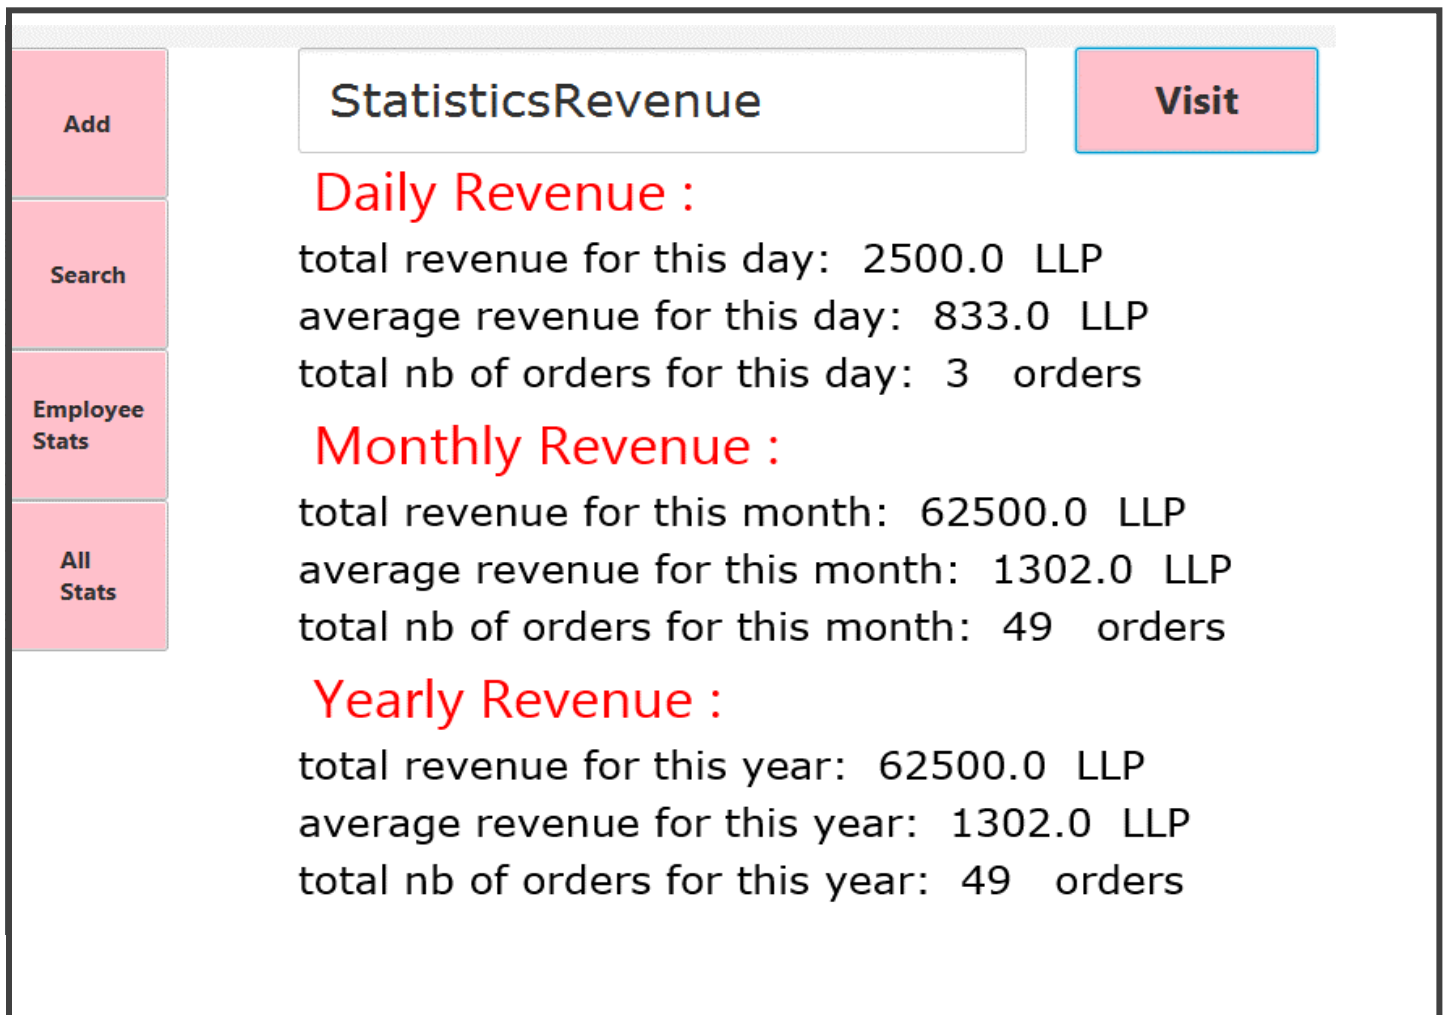 Add
Search
Employee
Stats
All
Stats
StatisticsRevenue
Visit
Daily Revenue :
total revenue for this day: 2500.0 LLP
average revenue for this day: 833.0 LLP
total nb of orders for this day: 3 orders
Monthly Revenue :
total revenue for this month: 62500.0 LLP
average revenue for this month: 1302.0 LLP
total nb of orders for this month: 49 orders
Yearly Revenue :
total revenue for this year: 62500.0 LLP
average revenue for this year: 1302.0 LLP
total nb of orders for this year: 49 orders